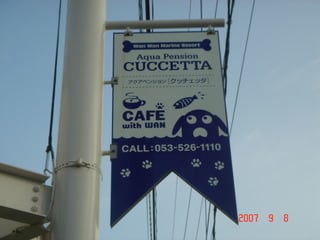 Wan Wan Marine Resort
Aqua Pension
CUCCETTA
アクアペンション [クッチェッタ]
CAFE
with WAN
CALL:053-526-1110
2007 9 8